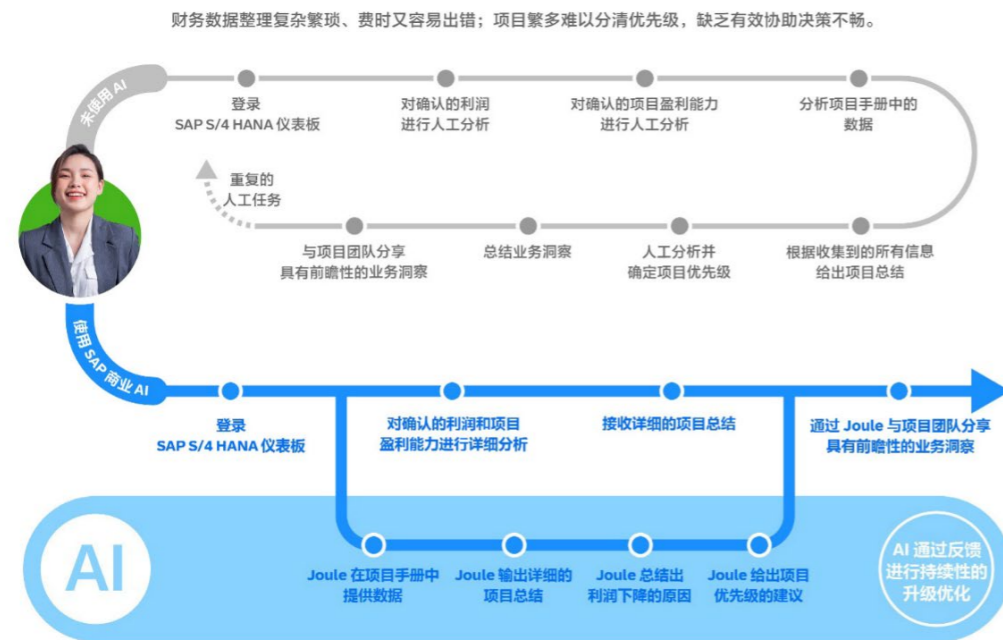 财务数据整理复杂繁琐、费时又容易出错；项目繁多难以分清优先级，缺乏有效协助决策不畅。
未使用 AI
登录
SAP S/4 HANA 仪表板
对确认的利润
进行人工分析
对确认的项目盈利能力
进行人工分析
分析项目手册中的
数据
重复的
人工任务
与项目团队分享
具有前瞻性的业务洞察
总结业务洞察
人工分析并
确定项目优先级
根据收集到的所有信息
给出项目总结
使用 SAP 商业 AI
登录
SAP S/4 HANA 仪表板
对确认的利润和项目
盈利能力进行详细分析
接收详细的项目总结
通过 Joule 与项目团队分享
具有前瞻性的业务洞察
AI
Joule 在项目手册中
提供数据
Joule 输出详细的
项目总结
Joule 总结出
利润下降的原因
Joule 给出项目
优先级的建议
AI 通过反馈
进行持续性的
升级优化